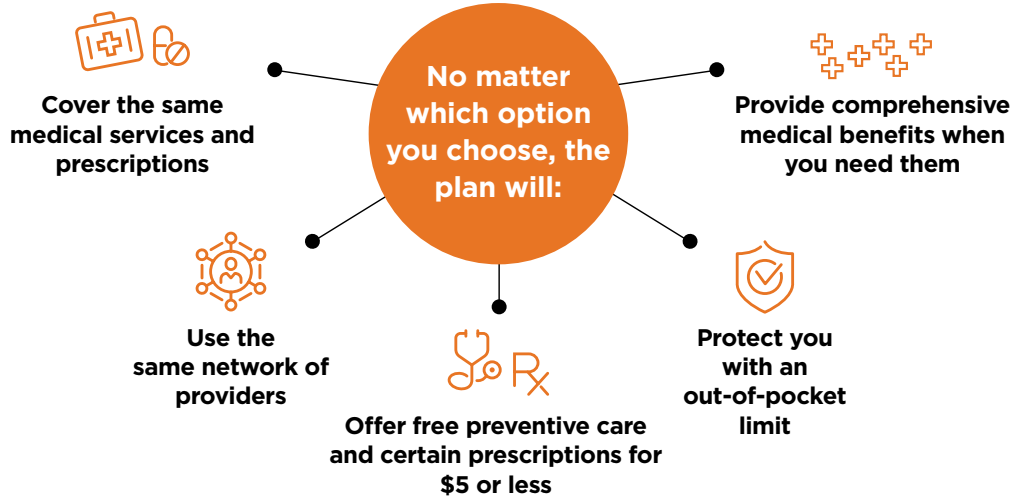 No matter
which option
you choose, the
plan will:
Cover the same
medical services and
prescriptions
Use the
same network of
providers
Offer free preventive care
and certain prescriptions for
$5 or less
Protect you
with an
out-of-pocket
limit
Provide comprehensive
medical benefits when
you need them